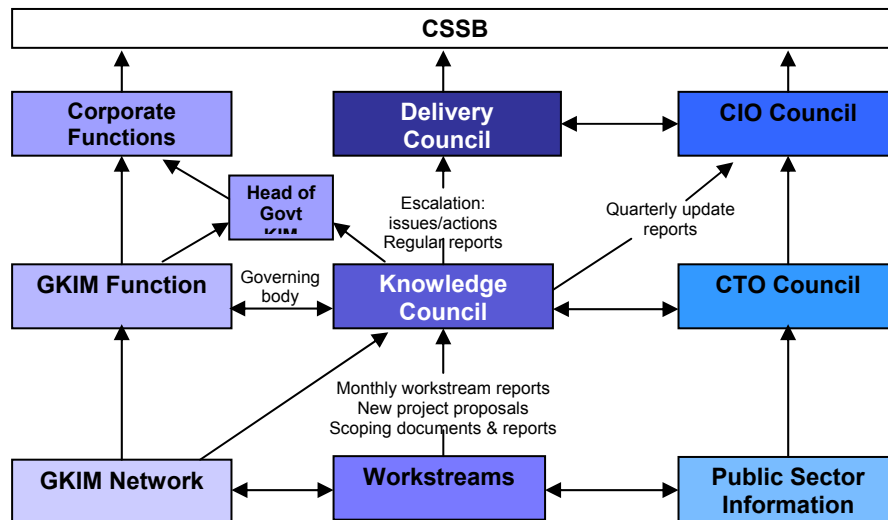 CSSB
Corporate
Functions
Delivery
Council
CIO Council
Head of
Govt
KIM
Escalation:
issues/actions
Regular reports
Quarterly update
reports
GKIM Function
Governing
body
Knowledge
Council
CTO Council
Monthly workstream reports
New project proposals
Scoping documents & reports
GKIM Network
Workstreams
Public Sector
Information